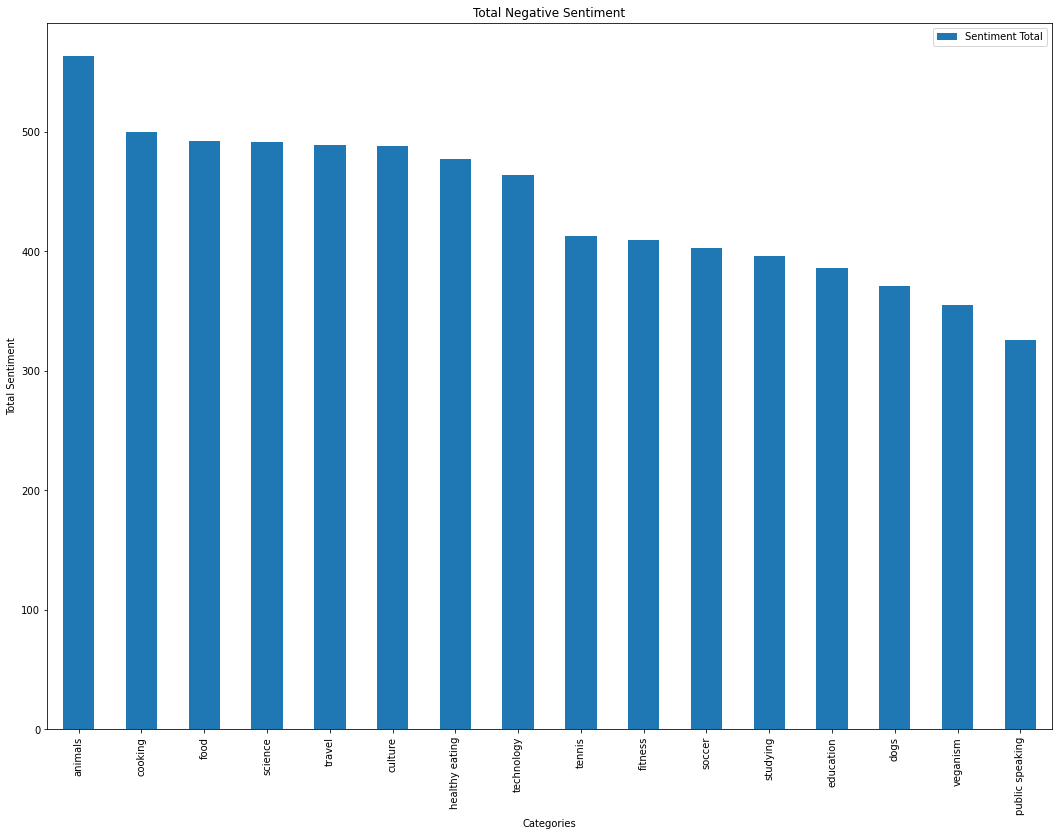 Total Negative Sentiment
Sentiment Total
500
400
300
200
100
0
Total Sentiment
animals
cooking
food
science
travel
culture
healthy eating
technology
tennis
fitness
soccer
studying
education
dogs
veganism
public speaking
Categories